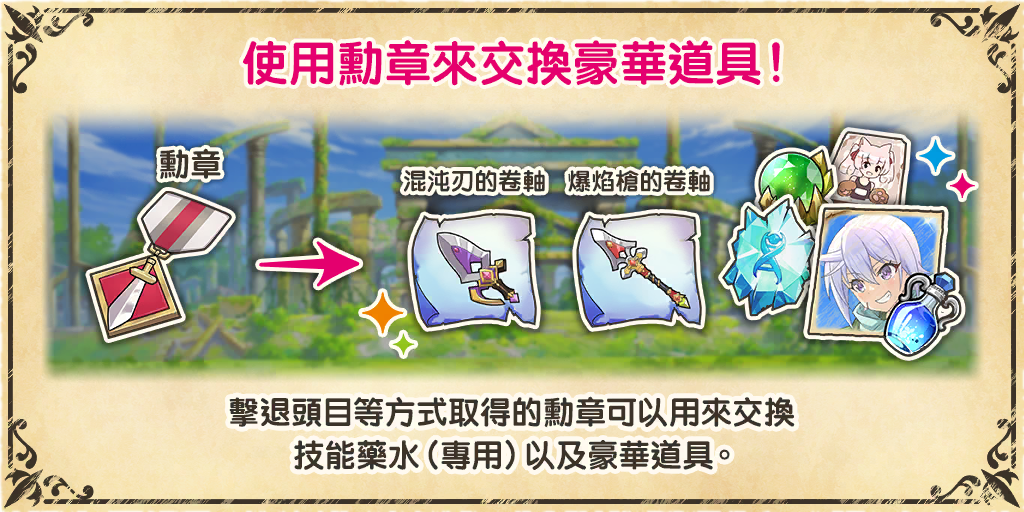 使用勳章來交換豪華道具！
勳章
混沌刃的卷軸
爆焰槍的卷軸
擊退頭目等方式取得的勳章可以用來交換
技能藥水（專用）以及豪華道具。